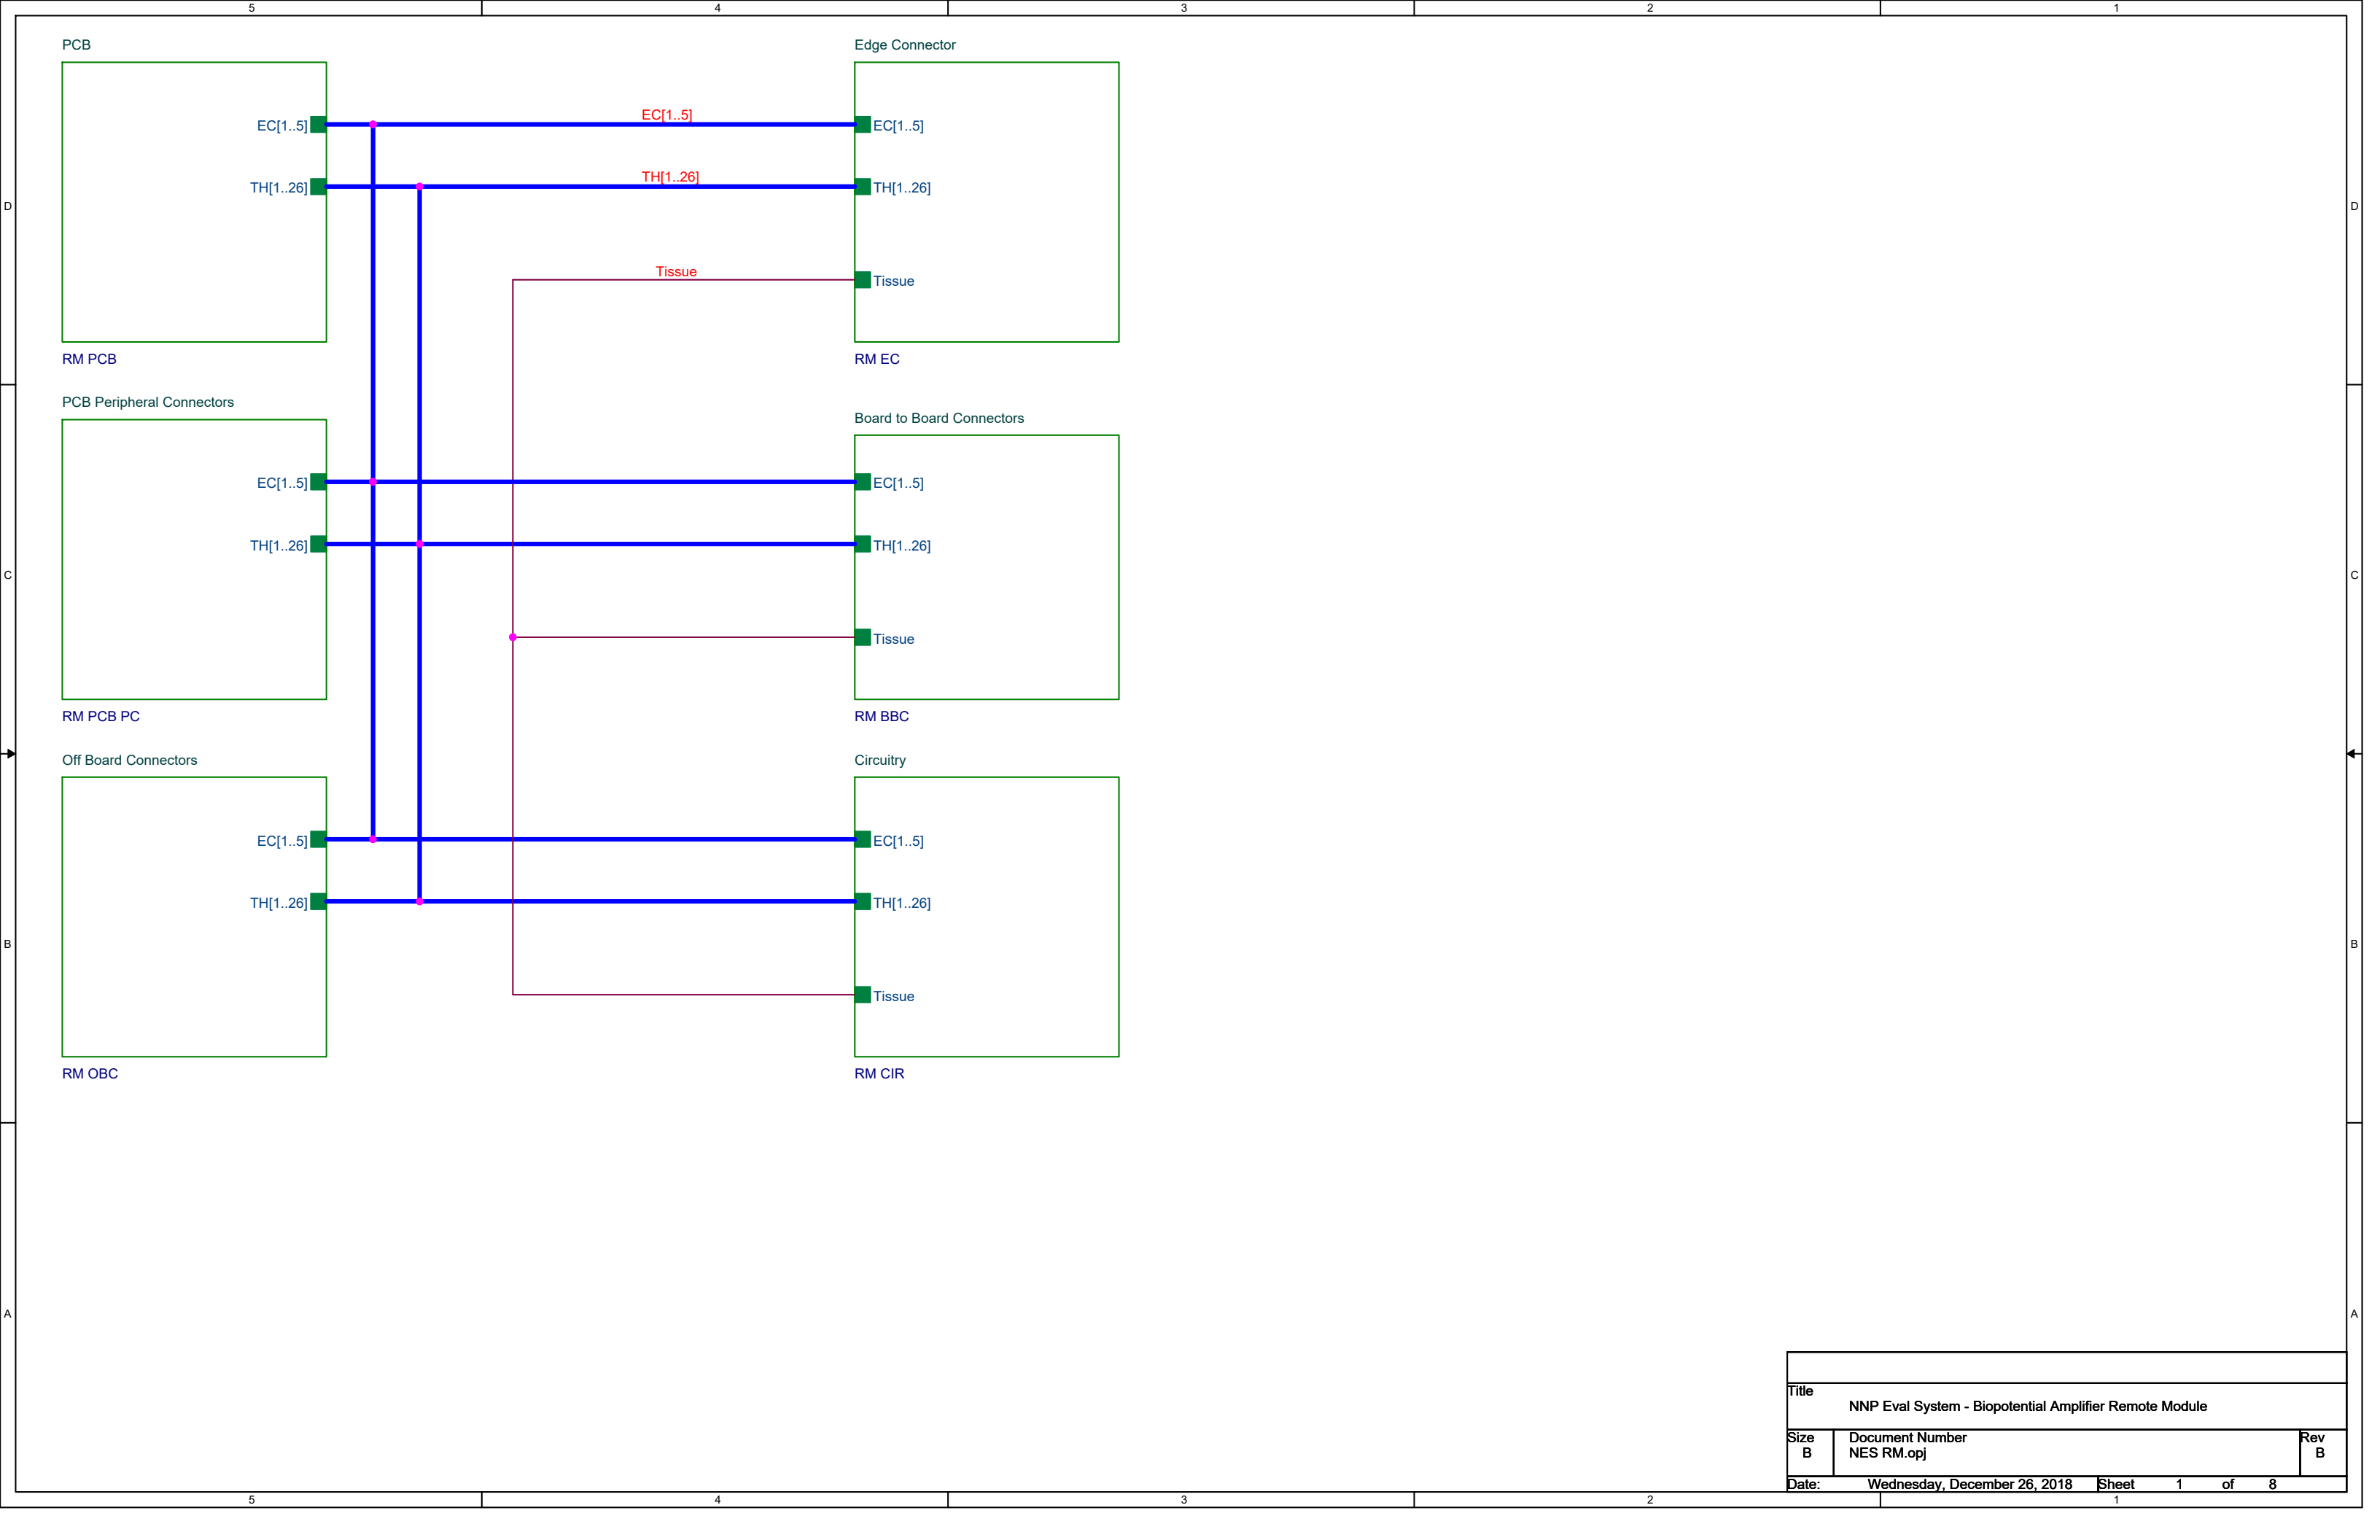 5 4 3 2 1
PCB Edge Connector
EC[1..5] EC[1..5] EC[1..5]
TH[1..26] TH[1..26] TH[1..26]
D D
Tissue Tissue
RM PCB RM EC
PCB Peripheral Connectors
Board to Board Connectors
EC[1..5] EC[1..5]
TH[1..26] TH[1..26]
C C
Tissue
RM PCB PC RM BBC
Off Board Connectors Circuitry
EC[1..5] EC[1..5]
TH[1..26] TH[1..26]
B B
Tissue
RM OBC RM CIR
A A
Title
NNP Eval System - Biopotential Amplifier Remote Module
Size Document Number Rev
B NES RM.opj B
Date: Wednesday, December 26, 2018 Sheet 1 of 8
5 4 3 2 1